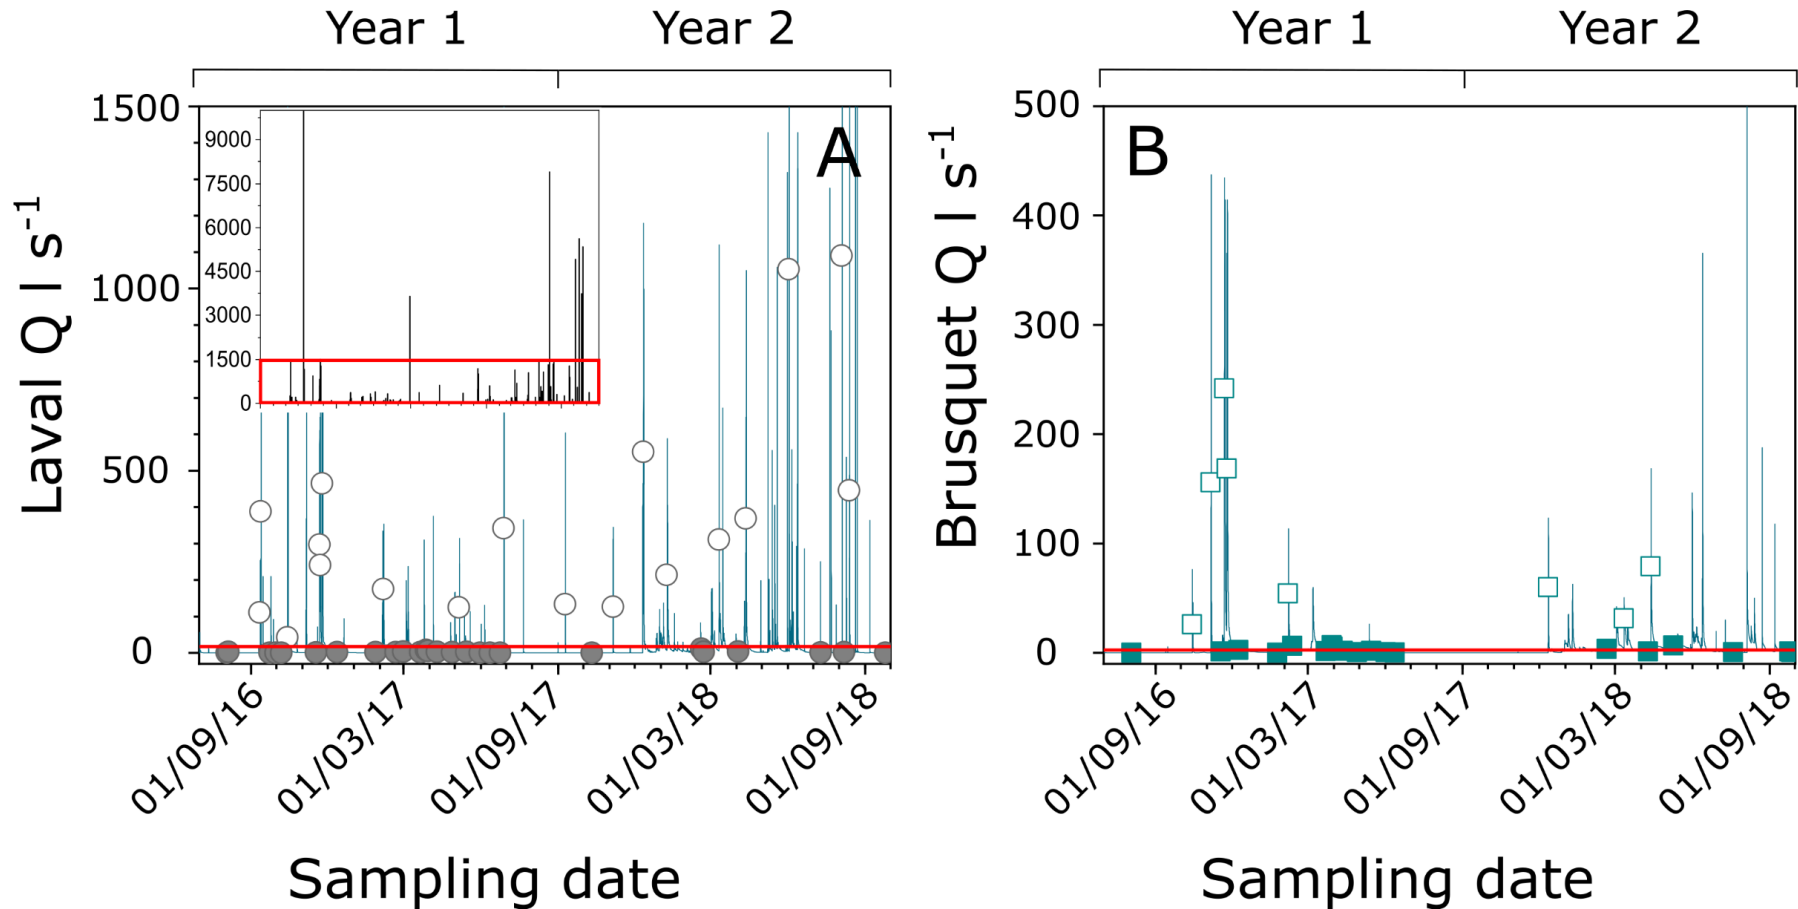 Year 1 Year 2
Laval Q l s-1
1500
1000
500
0
9000
7500
6000
4500
3000
1500
0
A
01/09/16 01/03/17 01/09/17 01/03/18 01/09/18
Sampling date
Year 1 Year 2
Brusquet Q l s-1
500
400
300
200
100
0
B
01/09/16 01/03/17 01/09/17 01/03/18 01/09/18
Sampling date